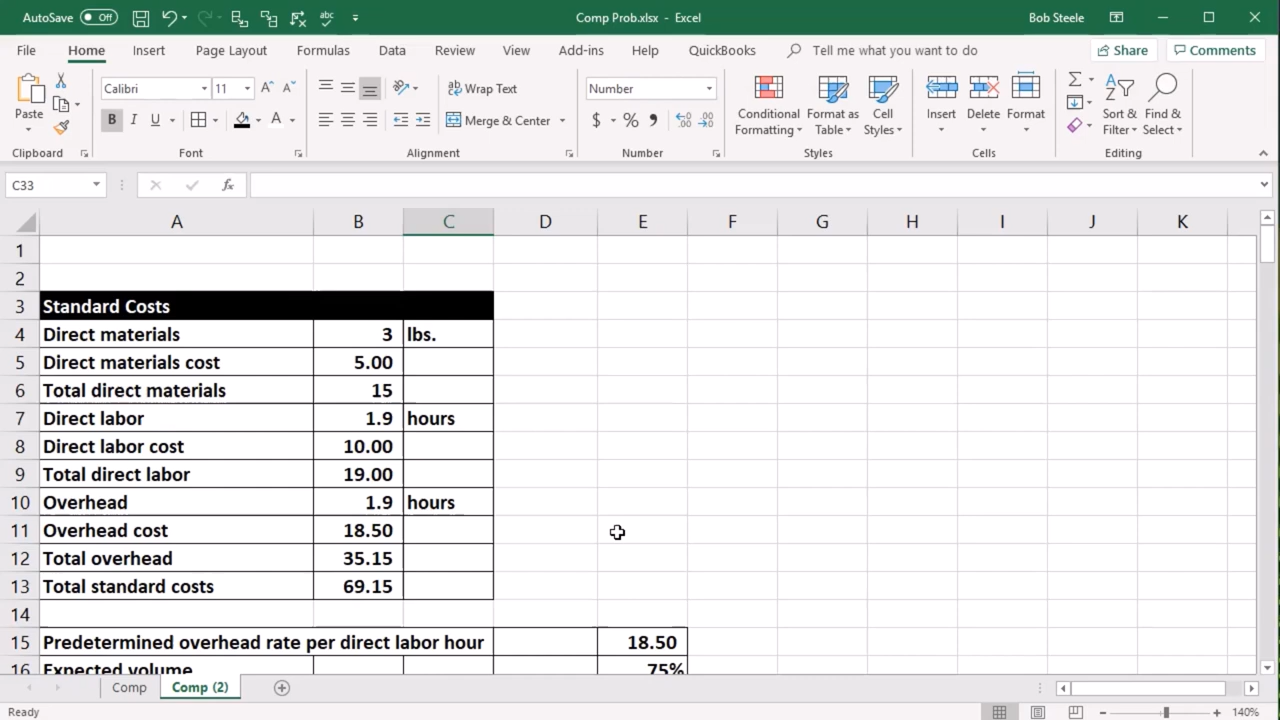 AutoSave Off Comp Prob.xlsx - Excel Bob Steele
File Home Insert Page Layout Formulas Data Review View Add-ins Help QuickBooks Tell me what you want to do Share Comments
Paste Calibri 11 A A Wrap Text Number Conditional Formatting Format as Table Cell Styles Insert Delete Format Sort & Filter Find & Select
B I U A Merge & Center $ % ,
Clipboard Font Alignment Number Styles Cells Editing
C33 fx
A B C D E F G H I J K
1
2
3 Standard Costs
4 Direct materials 3 lbs.
5 Direct materials cost 5.00
6 Total direct materials 15
7 Direct labor 1.9 hours
8 Direct labor cost 10.00
9 Total direct labor 19.00
10 Overhead 1.9 hours
11 Overhead cost 18.50
12 Total overhead 35.15
13 Total standard costs 69.15
14
15 Predetermined overhead rate per direct labor hour 18.50
16 Expected volume 75%
Comp Comp (2)
Ready 140%